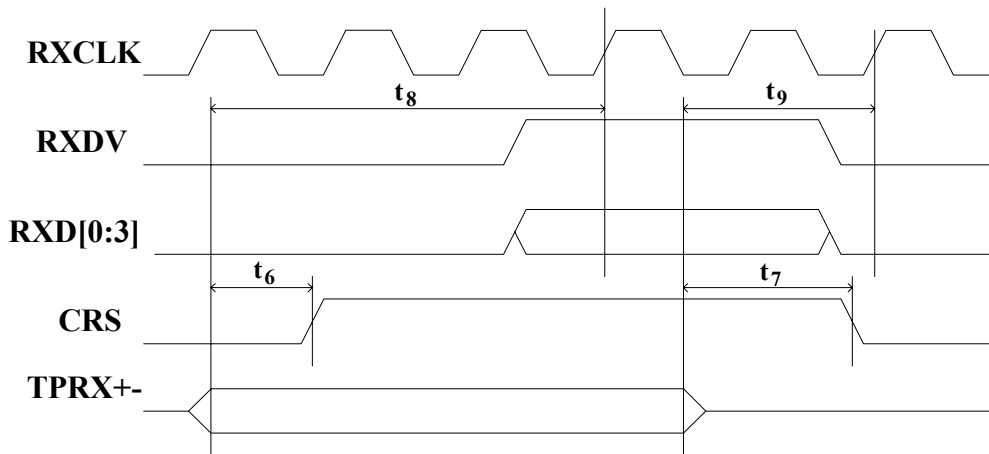 RXCLK
t8
t9
RXDV
RXD[0:3]
t6
t7
CRS
TPRX+-